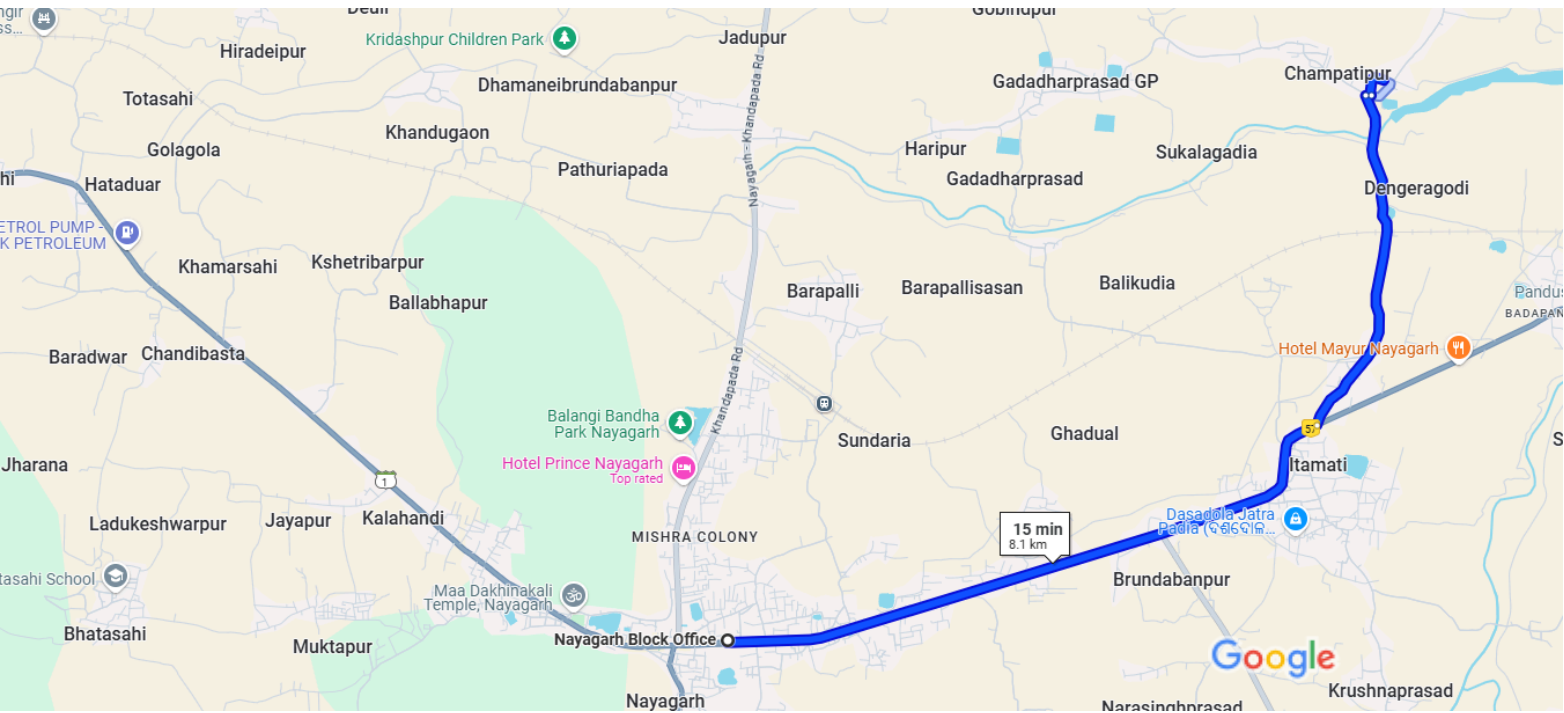 Deuli
Gobindpur
Hiradeipur
Kridashpur Children Park
Jadupur
Champatipur
Gadadharprasad GP
Dhamaneibrundabanpur
Totasahi
Khandugaon
Nayagarh - Khandapada Rd
Golagola
Haripur
Sukalagadia
Pathuriapada
Gadadharprasad
Hataduar
Dengeragodi
ETROL PUMP -
K PETROLEUM
Khamarsahi
Kshetribarpur
Ballabhapur
Barapalli
Barapallisasan
Balikudia
Pandus
BADAPAN
Baradwar
Chandibasta
Hotel Mayur Nayagarh
Khandapada Rd
Balangi Bandha
Park Nayagarh
Sundaria
Ghadual
57
Jharana
Hotel Prince Nayagarh
Top rated
Itamati
1
Ladukeshwarpur
Jayapur
Kalahandi
MISHRA COLONY
Dasadola Jatra
Padia (ଦଶଦୋଳ...
15 min
8.1 km
tasahi School
Maa Dakhinakali
Temple, Nayagarh
Brundabanpur
Bhatasahi
Muktapur
Nayagarh Block Office
Google
Nayagarh
Krushnaprasad
Narasinghprasad